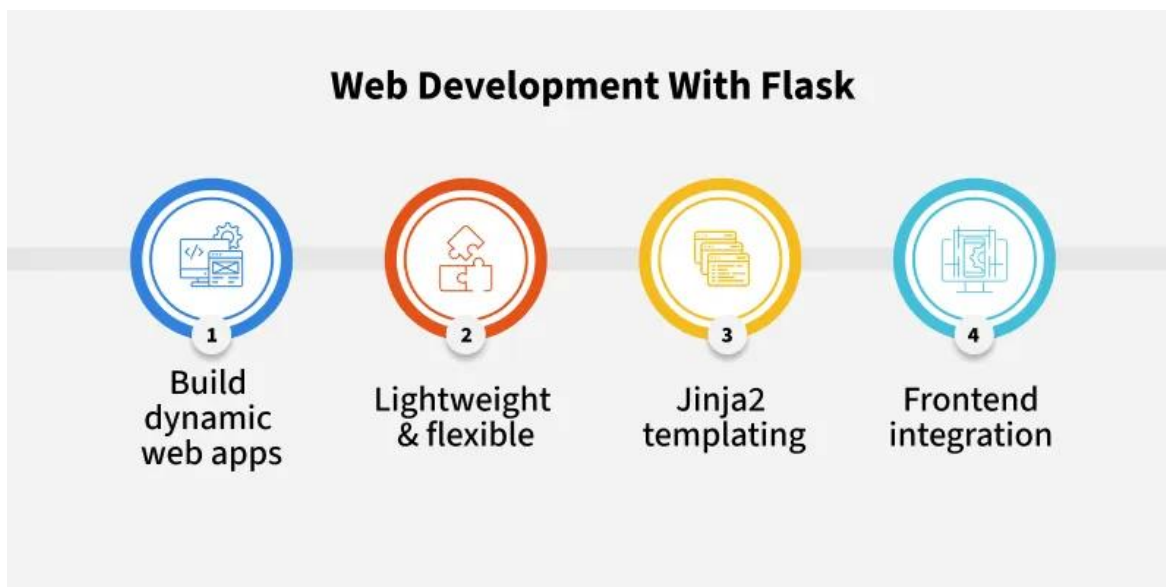 Web Development With Flask
</>
1
Build
dynamic
web apps
2
Lightweight
& flexible
3
Jinja2
templating
4
Frontend
integration